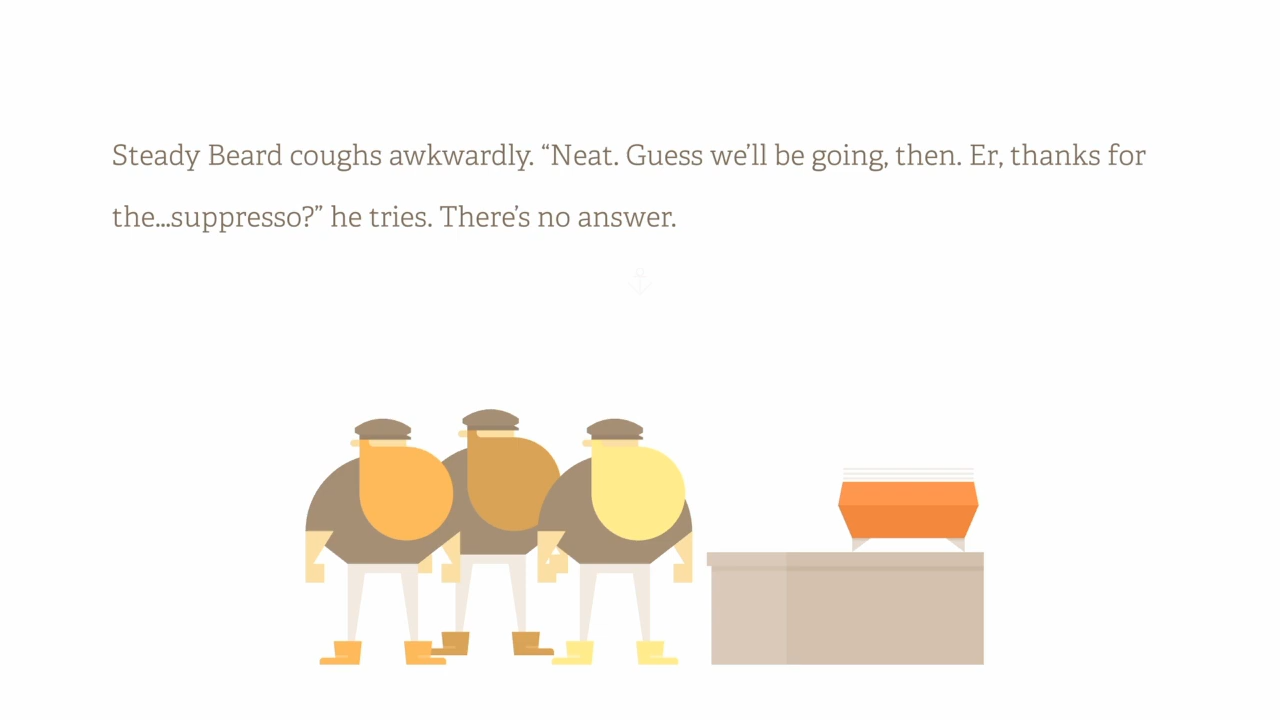 Steady Beard coughs awkwardly. “Neat. Guess we’ll be going, then. Er, thanks for
the...suppresso?” he tries. There’s no answer.